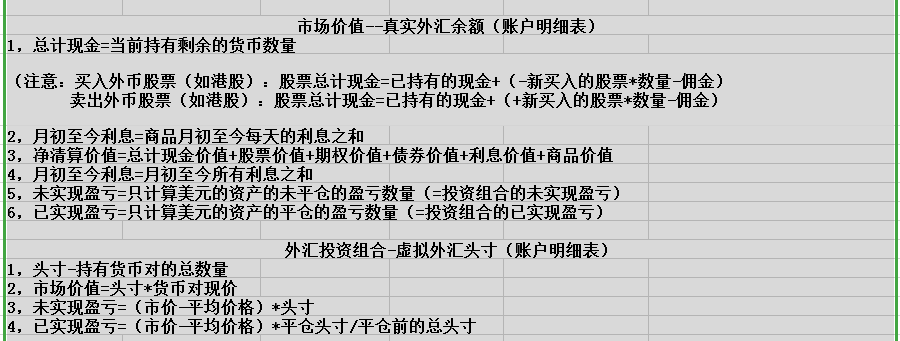 市场价值--真实外汇余额（账户明细表）
1，总计现金=当前持有剩余的货币数量
（注意：买入外币股票（如港股）：股票总计现金=已持有的现金+（-新买入的股票*数量-佣金）
卖出外币股票（如港股）：股票总计现金=已持有的现金+（+新买入的股票*数量-佣金）
2，月初至今利息=商品月初至今每天的利息之和
3，净清算价值=总计现金价值+股票价值+期权价值+债券价值+利息价值+商品价值
4，月初至今利息=月初至今所有利息之和
5，未实现盈亏=只计算美元的资产的未平仓的盈亏数量（=投资组合的未实现盈亏）
6，已实现盈亏=只计算美元的资产的平仓的盈亏数量（=投资组合的已实现盈亏）
外汇投资组合-虚拟外汇头寸（账户明细表）
1，头寸-持有货币对的总数量
2，市场价值=头寸*货币对现价
3，未实现盈亏=（市价-平均价格）*头寸
4，已实现盈亏=（市价-平均价格）*平仓头寸/平仓前的总头寸